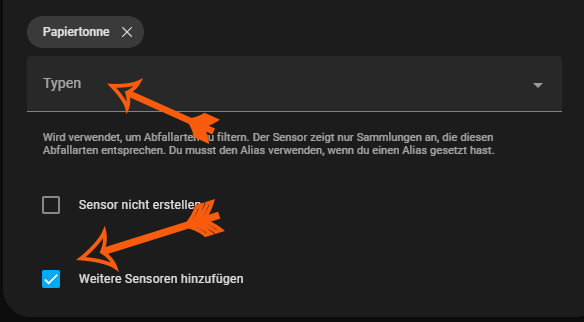 Papiertonne
Typen
Wird verwendet, um Abfallarten zu filtern. Der Sensor zeigt nur Sammlungen an, die diesen
Abfallarten entsprechen. Du musst den Alias verwenden, wenn du einen Alias gesetzt hast.
Sensor nicht erstellen
Weitere Sensoren hinzufügen